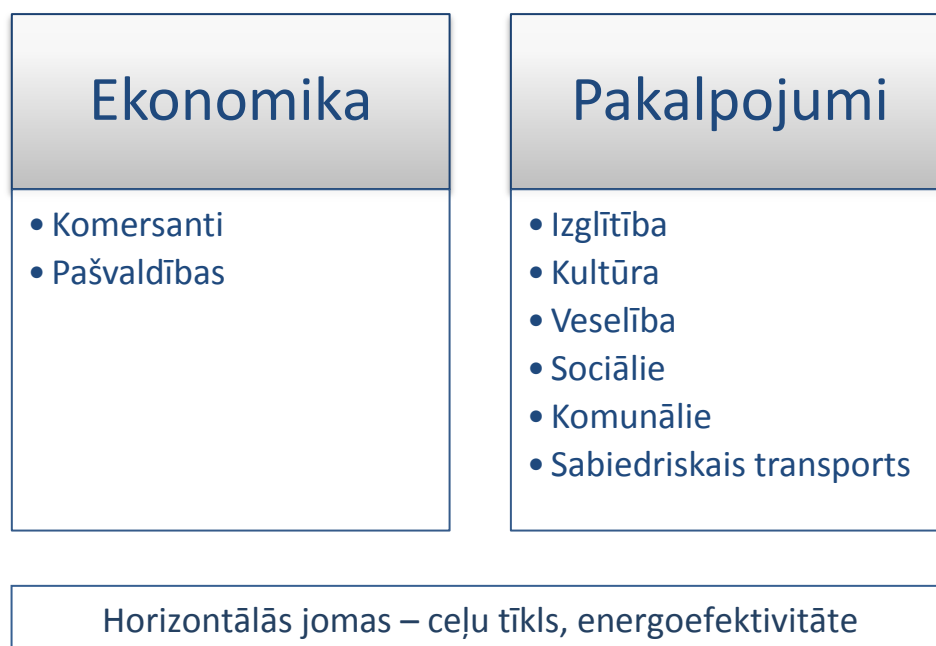 Ekonomika
• Komersanti
• Pašvaldības
Pakalpojumi
• Izglītība
• Kultūra
• Veselība
• Sociālie
• Komunālie
• Sabiedriskais transports
Horizontālās jomas – ceļu tīkls, energoefektivitāte